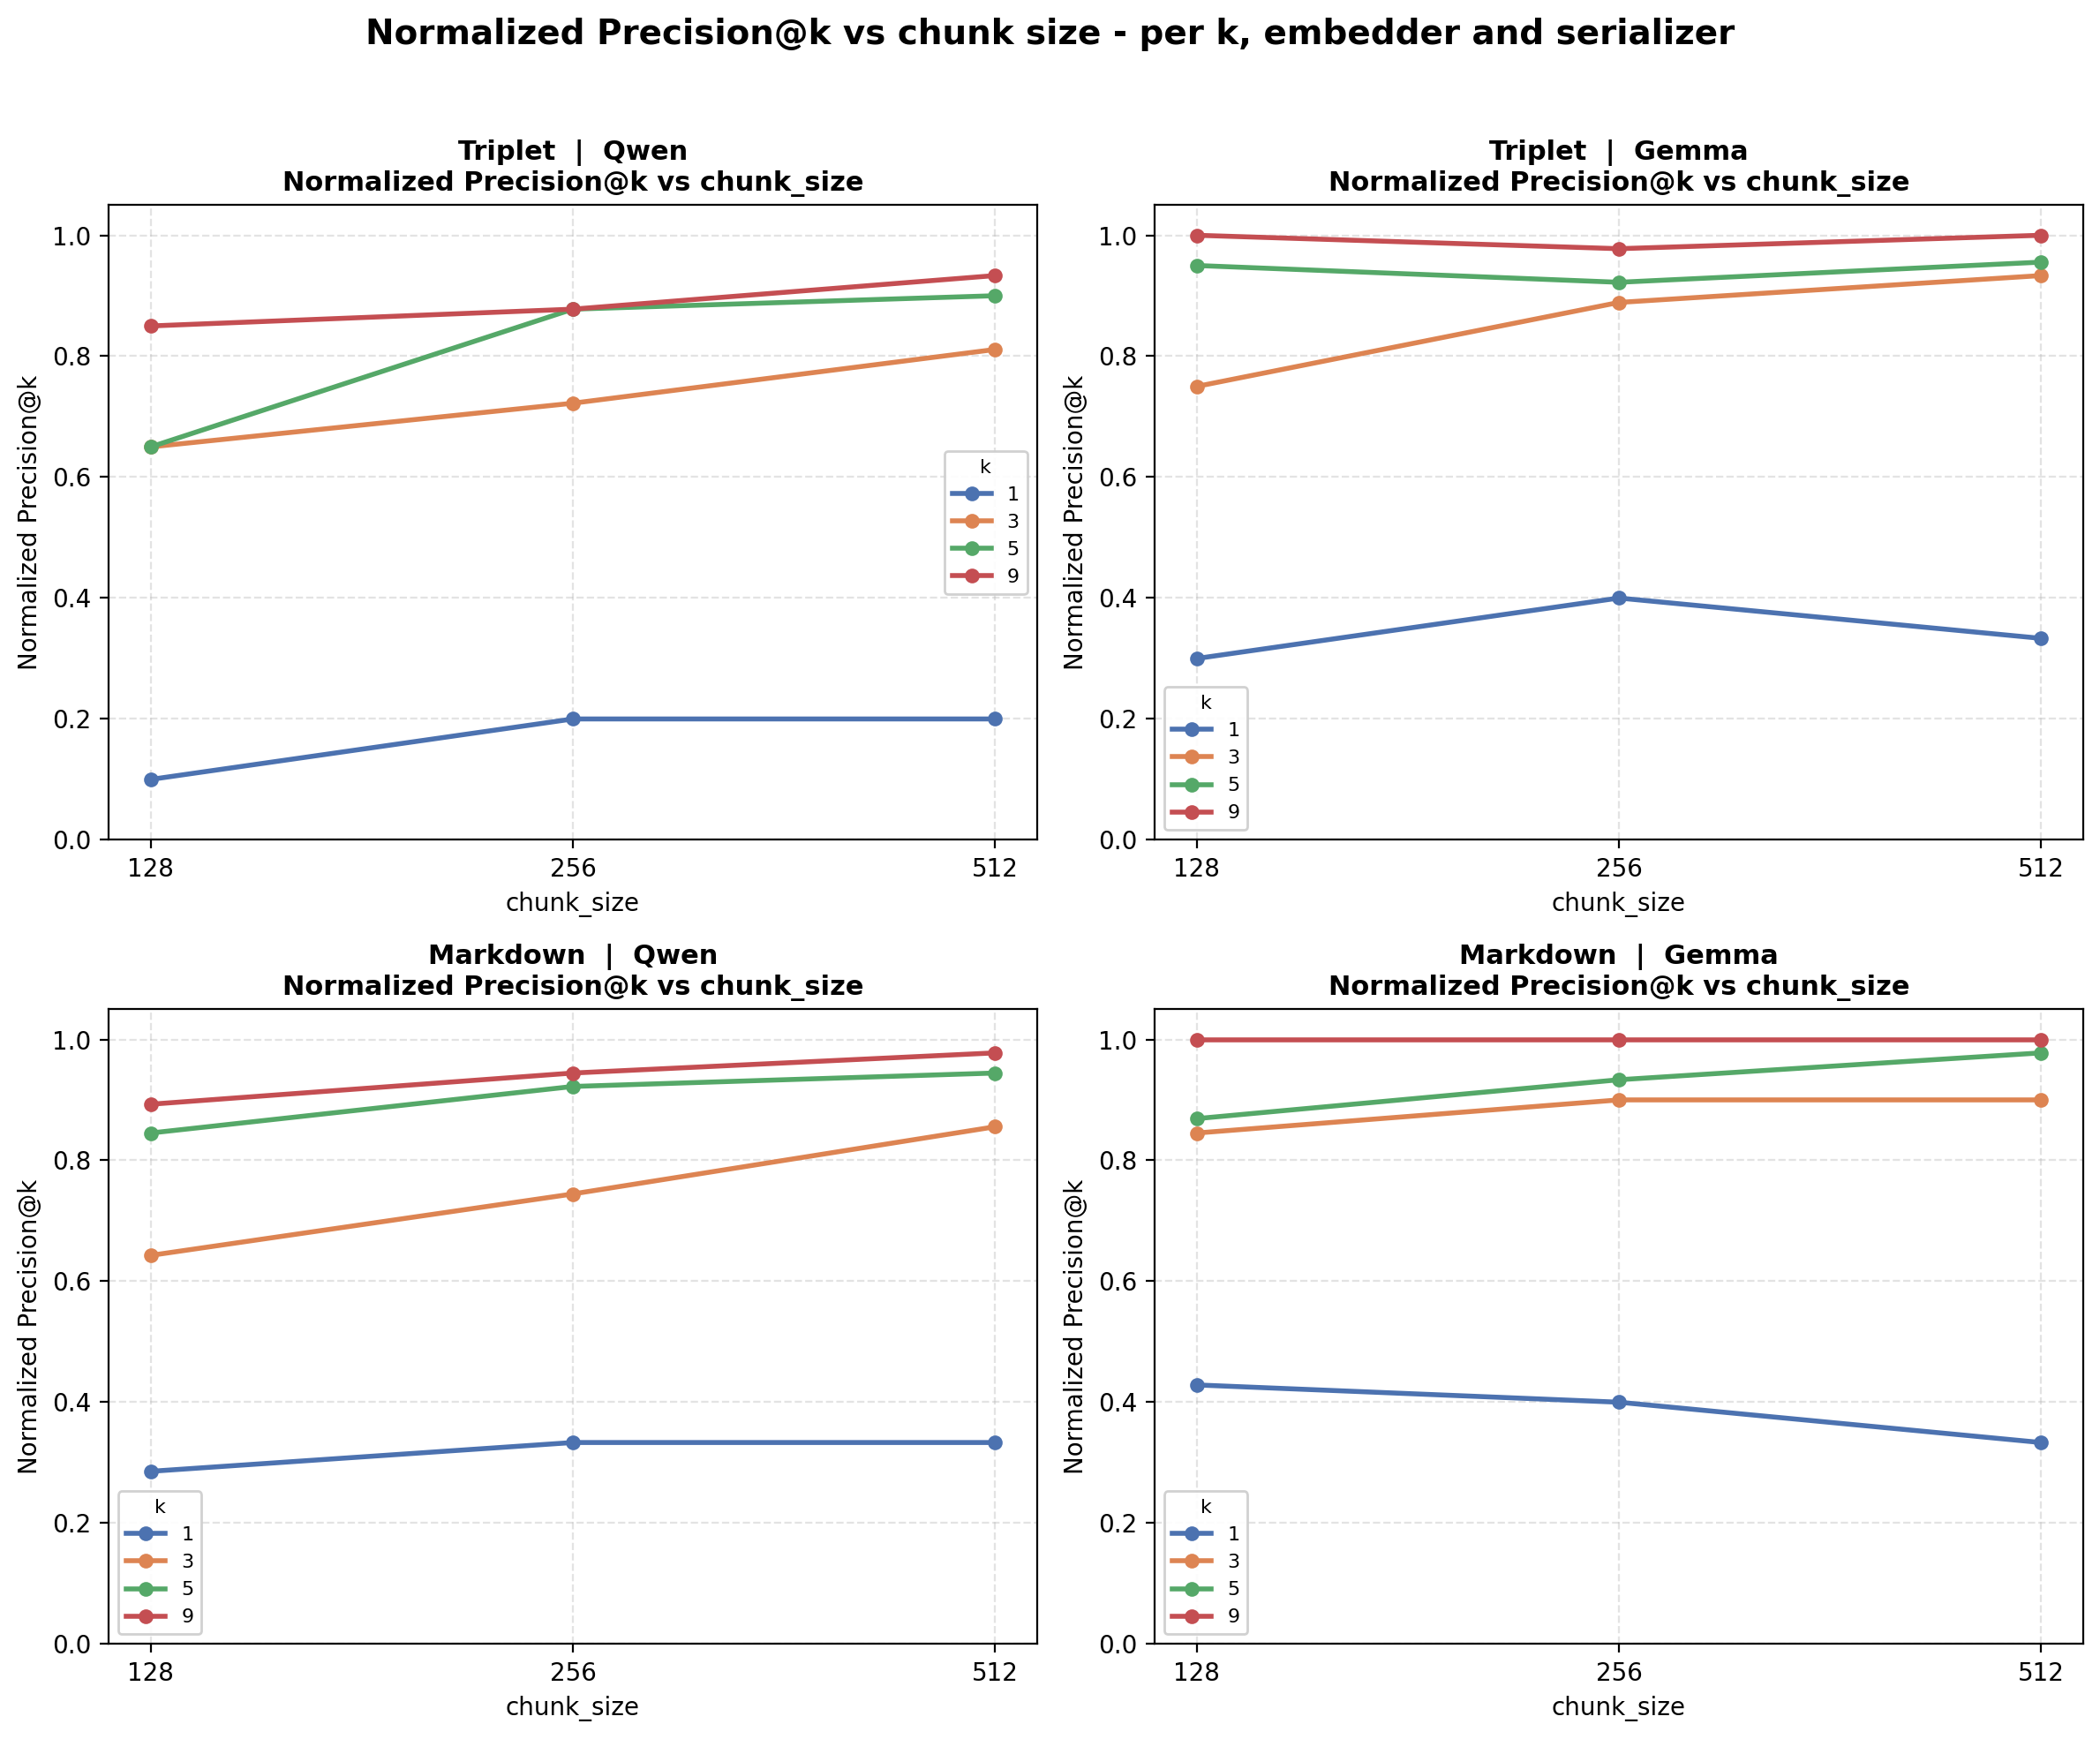 Normalized Precision@k vs chunk size - per k, embedder and serializer
Triplet | Qwen
Normalized Precision@k vs chunk_size
1.0
0.8
0.6
0.4
0.2
0.0
Normalized Precision@k
k
1
3
5
9
128
256
512
chunk_size
Triplet | Gemma
Normalized Precision@k vs chunk_size
1.0
0.8
0.6
0.4
0.2
0.0
Normalized Precision@k
k
1
3
5
9
128
256
512
chunk_size
Markdown | Qwen
Normalized Precision@k vs chunk_size
1.0
0.8
0.6
0.4
0.2
0.0
Normalized Precision@k
k
1
3
5
9
128
256
512
chunk_size
Markdown | Gemma
Normalized Precision@k vs chunk_size
1.0
0.8
0.6
0.4
0.2
0.0
Normalized Precision@k
k
1
3
5
9
128
256
512
chunk_size